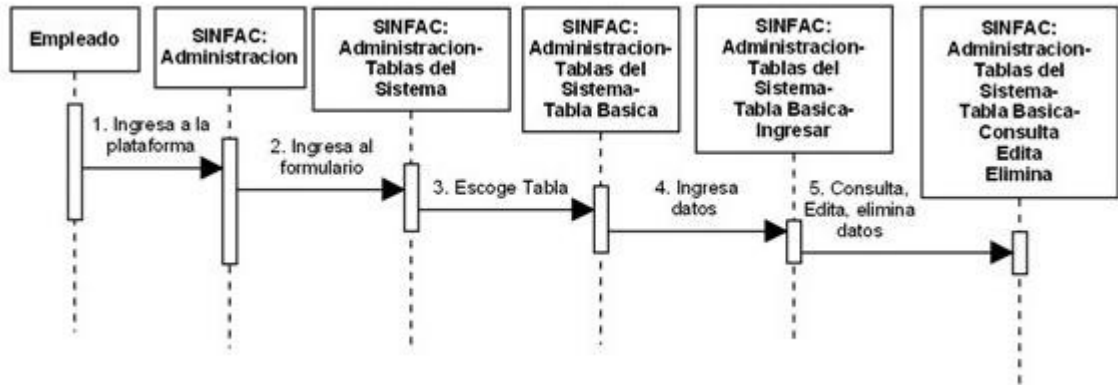 Empleado
SINFAC:
Administracion
SINFAC:
Administracion-
Tablas del
Sistema
SINFAC:
Administracion-
Tablas del
Sistema-
Tabla Basica
SINFAC:
Administracion-
Tablas del
Sistema-
Tabla Basica-
Ingresar
SINFAC:
Administracion-
Tablas del
Sistema-
Tabla Basica-
Consulta
Edita
Elimina
1. Ingresa a la
plataforma
2. Ingresa al
formulario
3. Escoge Tabla
4. Ingresa
datos
5. Consulta,
Edita, elimina
datos